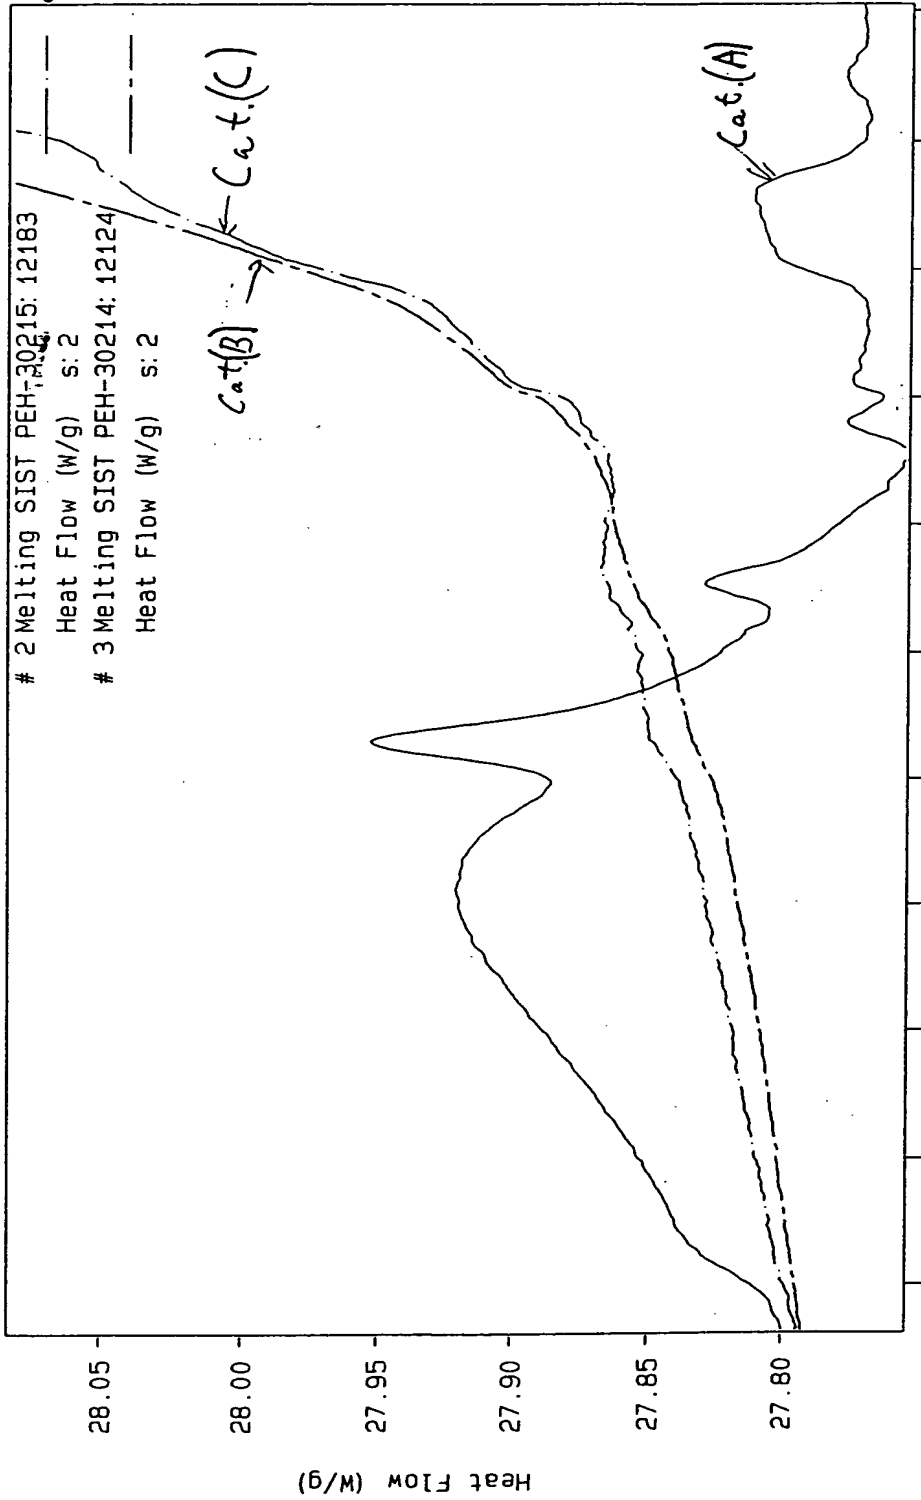 # 2 Melting SIST PEH-30215: 12183
Heat Flow (W/g) s: 2
# 3 Melting SIST PEH-30214: 12124
Heat Flow (W/g) s: 2
Cat.(C)
Cat.(B)
Cat.(A)
28.05
28.00
27.95
27.90
27.85
27.80
Heat Flow (W/g)